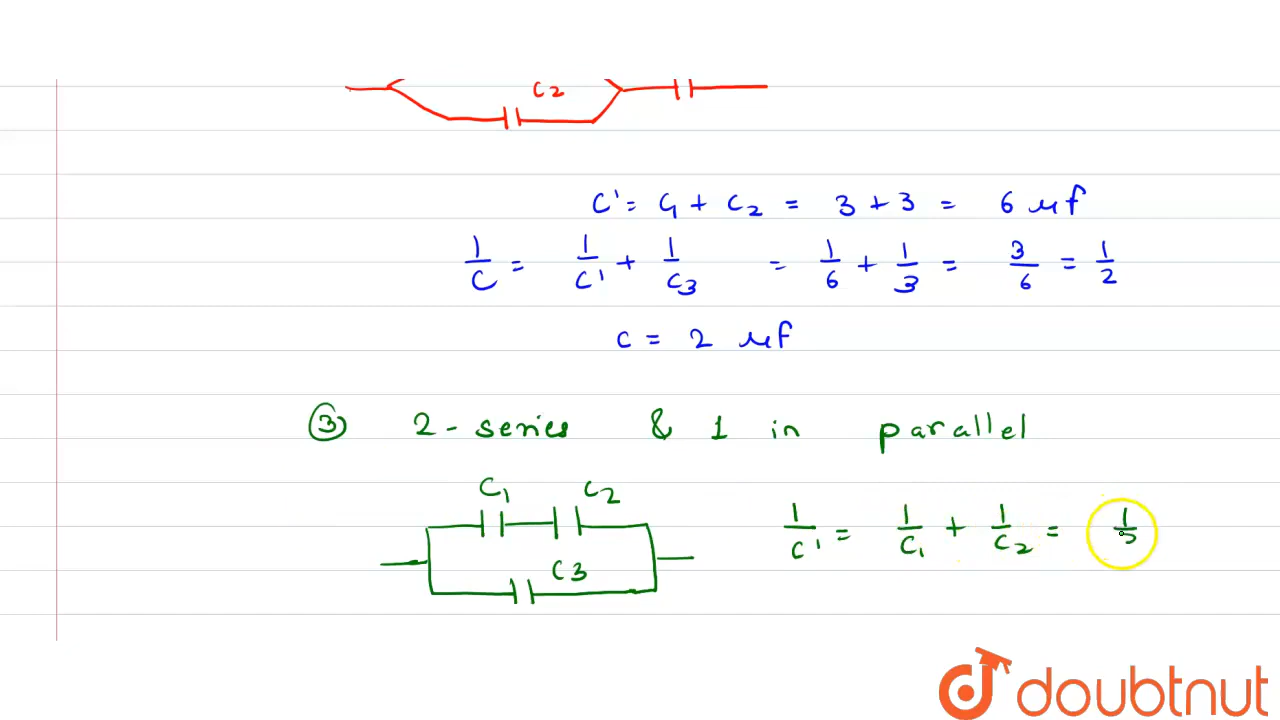 C2
C' = C1 + C2 = 3 + 3 = 6 μf
1/C = 1/C' + 1/C3 = 1/6 + 1/3 = 3/6 = 1/2
C = 2 μf
③ 2 - series & 1 in parallel
C1 C2
C3
1/C' = 1/C1 + 1/C2 =
doubtnut